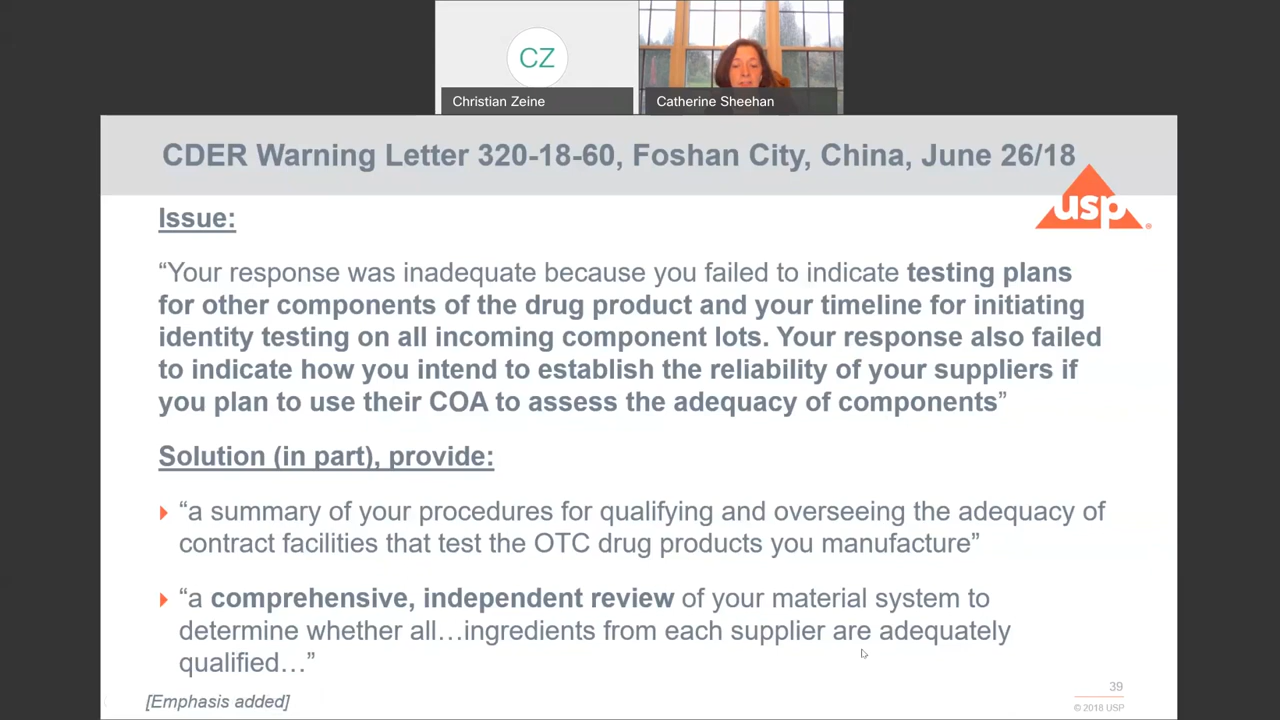 CZ
Christian Zeine
Catherine Sheehan
CDER Warning Letter 320-18-60, Foshan City, China, June 26/18
usp
Issue:
“Your response was inadequate because you failed to indicate testing plans
for other components of the drug product and your timeline for initiating
identity testing on all incoming component lots. Your response also failed
to indicate how you intend to establish the reliability of your suppliers if
you plan to use their COA to assess the adequacy of components”
Solution (in part), provide:
“a summary of your procedures for qualifying and overseeing the adequacy of
contract facilities that test the OTC drug products you manufacture”
“a comprehensive, independent review of your material system to
determine whether all…ingredients from each supplier are adequately
qualified…”
[Emphasis added]
39
© 2018 USP